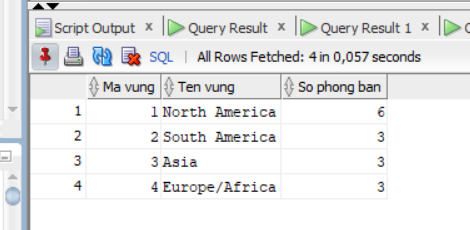 Script Output x Query Result x Query Result 1 x
SQL | All Rows Fetched: 4 in 0,057 seconds
Ma vung Ten vung So phong ban
1 1 North America 6
2 2 South America 3
3 3 Asia 3
4 4 Europe/Africa 3